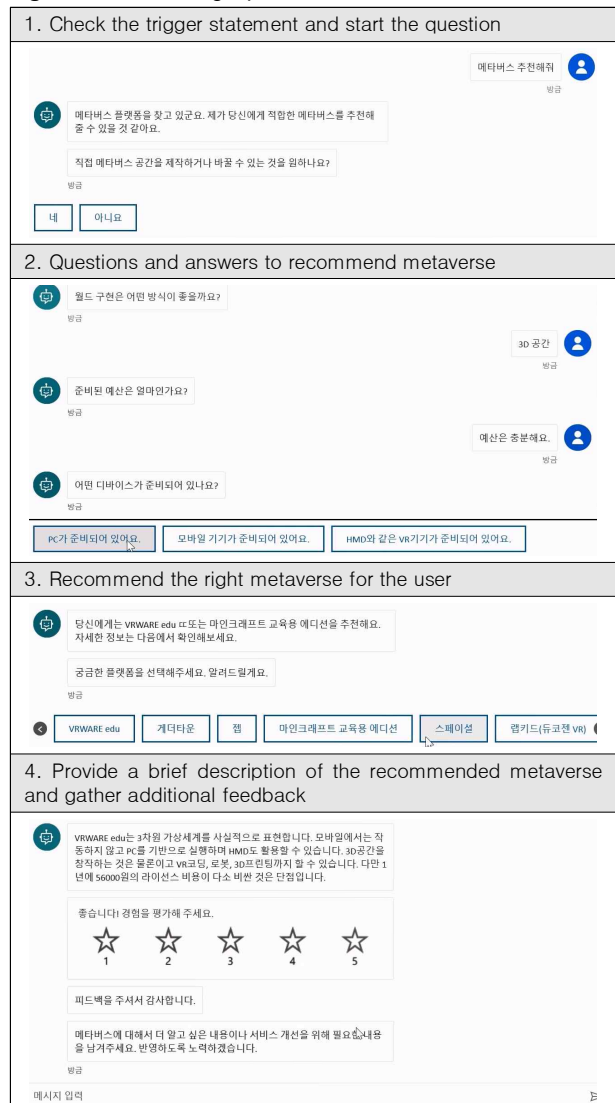 1. Check the trigger statement and start the question
메타버스 추천해줘
방금
메타버스 플랫폼을 찾고 있군요. 제가 당신에게 적합한 메타버스를 추천해
줄 수 있을 것 같아요.
직접 메타버스 공간을 제작하거나 바꿀 수 있는 것을 원하나요?
방금
네 아니요
2. Questions and answers to recommend metaverse
월드 구현은 어떤 방식이 좋을까요?
방금
3D 공간
방금
준비된 예산은 얼마인가요?
방금
예산은 충분해요.
방금
어떤 디바이스가 준비되어 있나요?
방금
PC가 준비되어 있어요. 모바일 기기가 준비되어 있어요. HMD와 같은 VR기기가 준비되어 있어요.
3. Recommend the right metaverse for the user
당신에게는 VRWARE edu ㄸ또는 마인크래프트 교육용 에디션을 추천해요.
자세한 정보는 다음에서 확인해보세요.
궁금한 플랫폼을 선택해주세요. 알려드릴게요.
방금
VRWARE edu 게더타운 젭 마인크래프트 교육용 에디션 스페이셜 랩키드(듀코젠 VR)
4. Provide a brief description of the recommended metaverse
and gather additional feedback
VRWARE edu는 3차원 가상세계를 사실적으로 표현합니다. 모바일에서는 작
동하지 않고 PC를 기반으로 실행하며 HMD도 활용할 수 있습니다. 3D공간을
창작하는 것은 물론이고 VR코딩, 로봇, 3D프린팅까지 할 수 있습니다. 다만 1
년에 56000원의 라이선스 비용이 다소 비싼 것은 단점입니다.
좋습니다! 경험을 평가해 주세요.
1 2 3 4 5
피드백을 주셔서 감사합니다.
메타버스에 대해서 더 알고 싶은 내용이나 서비스 개선을 위해 필요한 내용
을 남겨주세요. 반영하도록 노력하겠습니다.
방금
메시지 입력